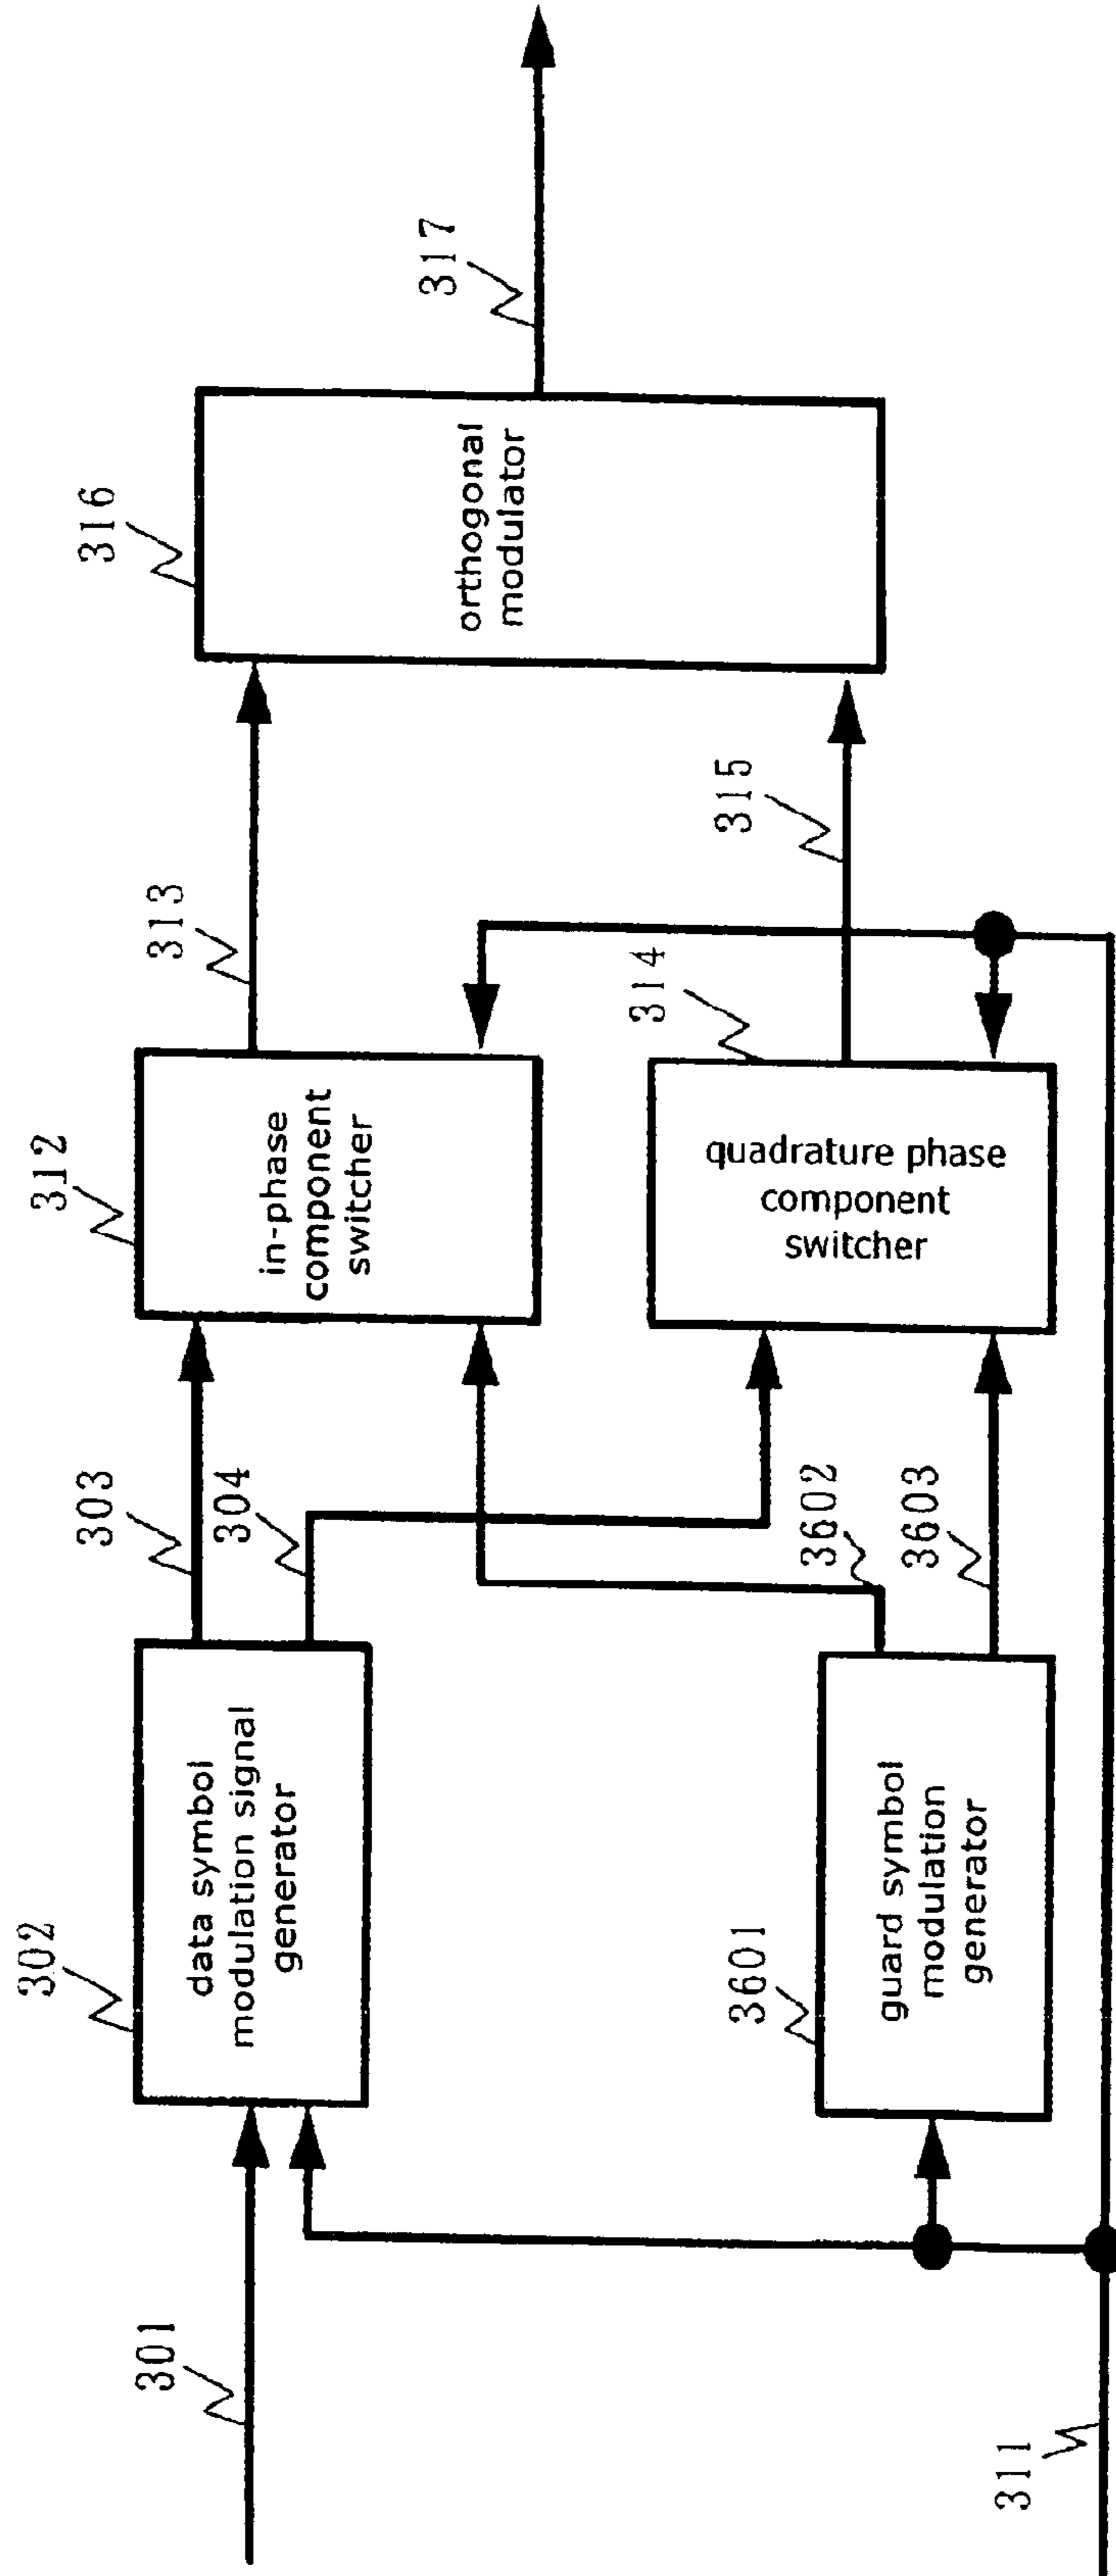 301
302
data symbol
modulation signal
generator
303
304
312
in-phase
component
switcher
313
316
orthogonal
modulator
317
311
3601
guard symbol
modulation
generator
3602
3603
314
quadrature phase
component
switcher
315